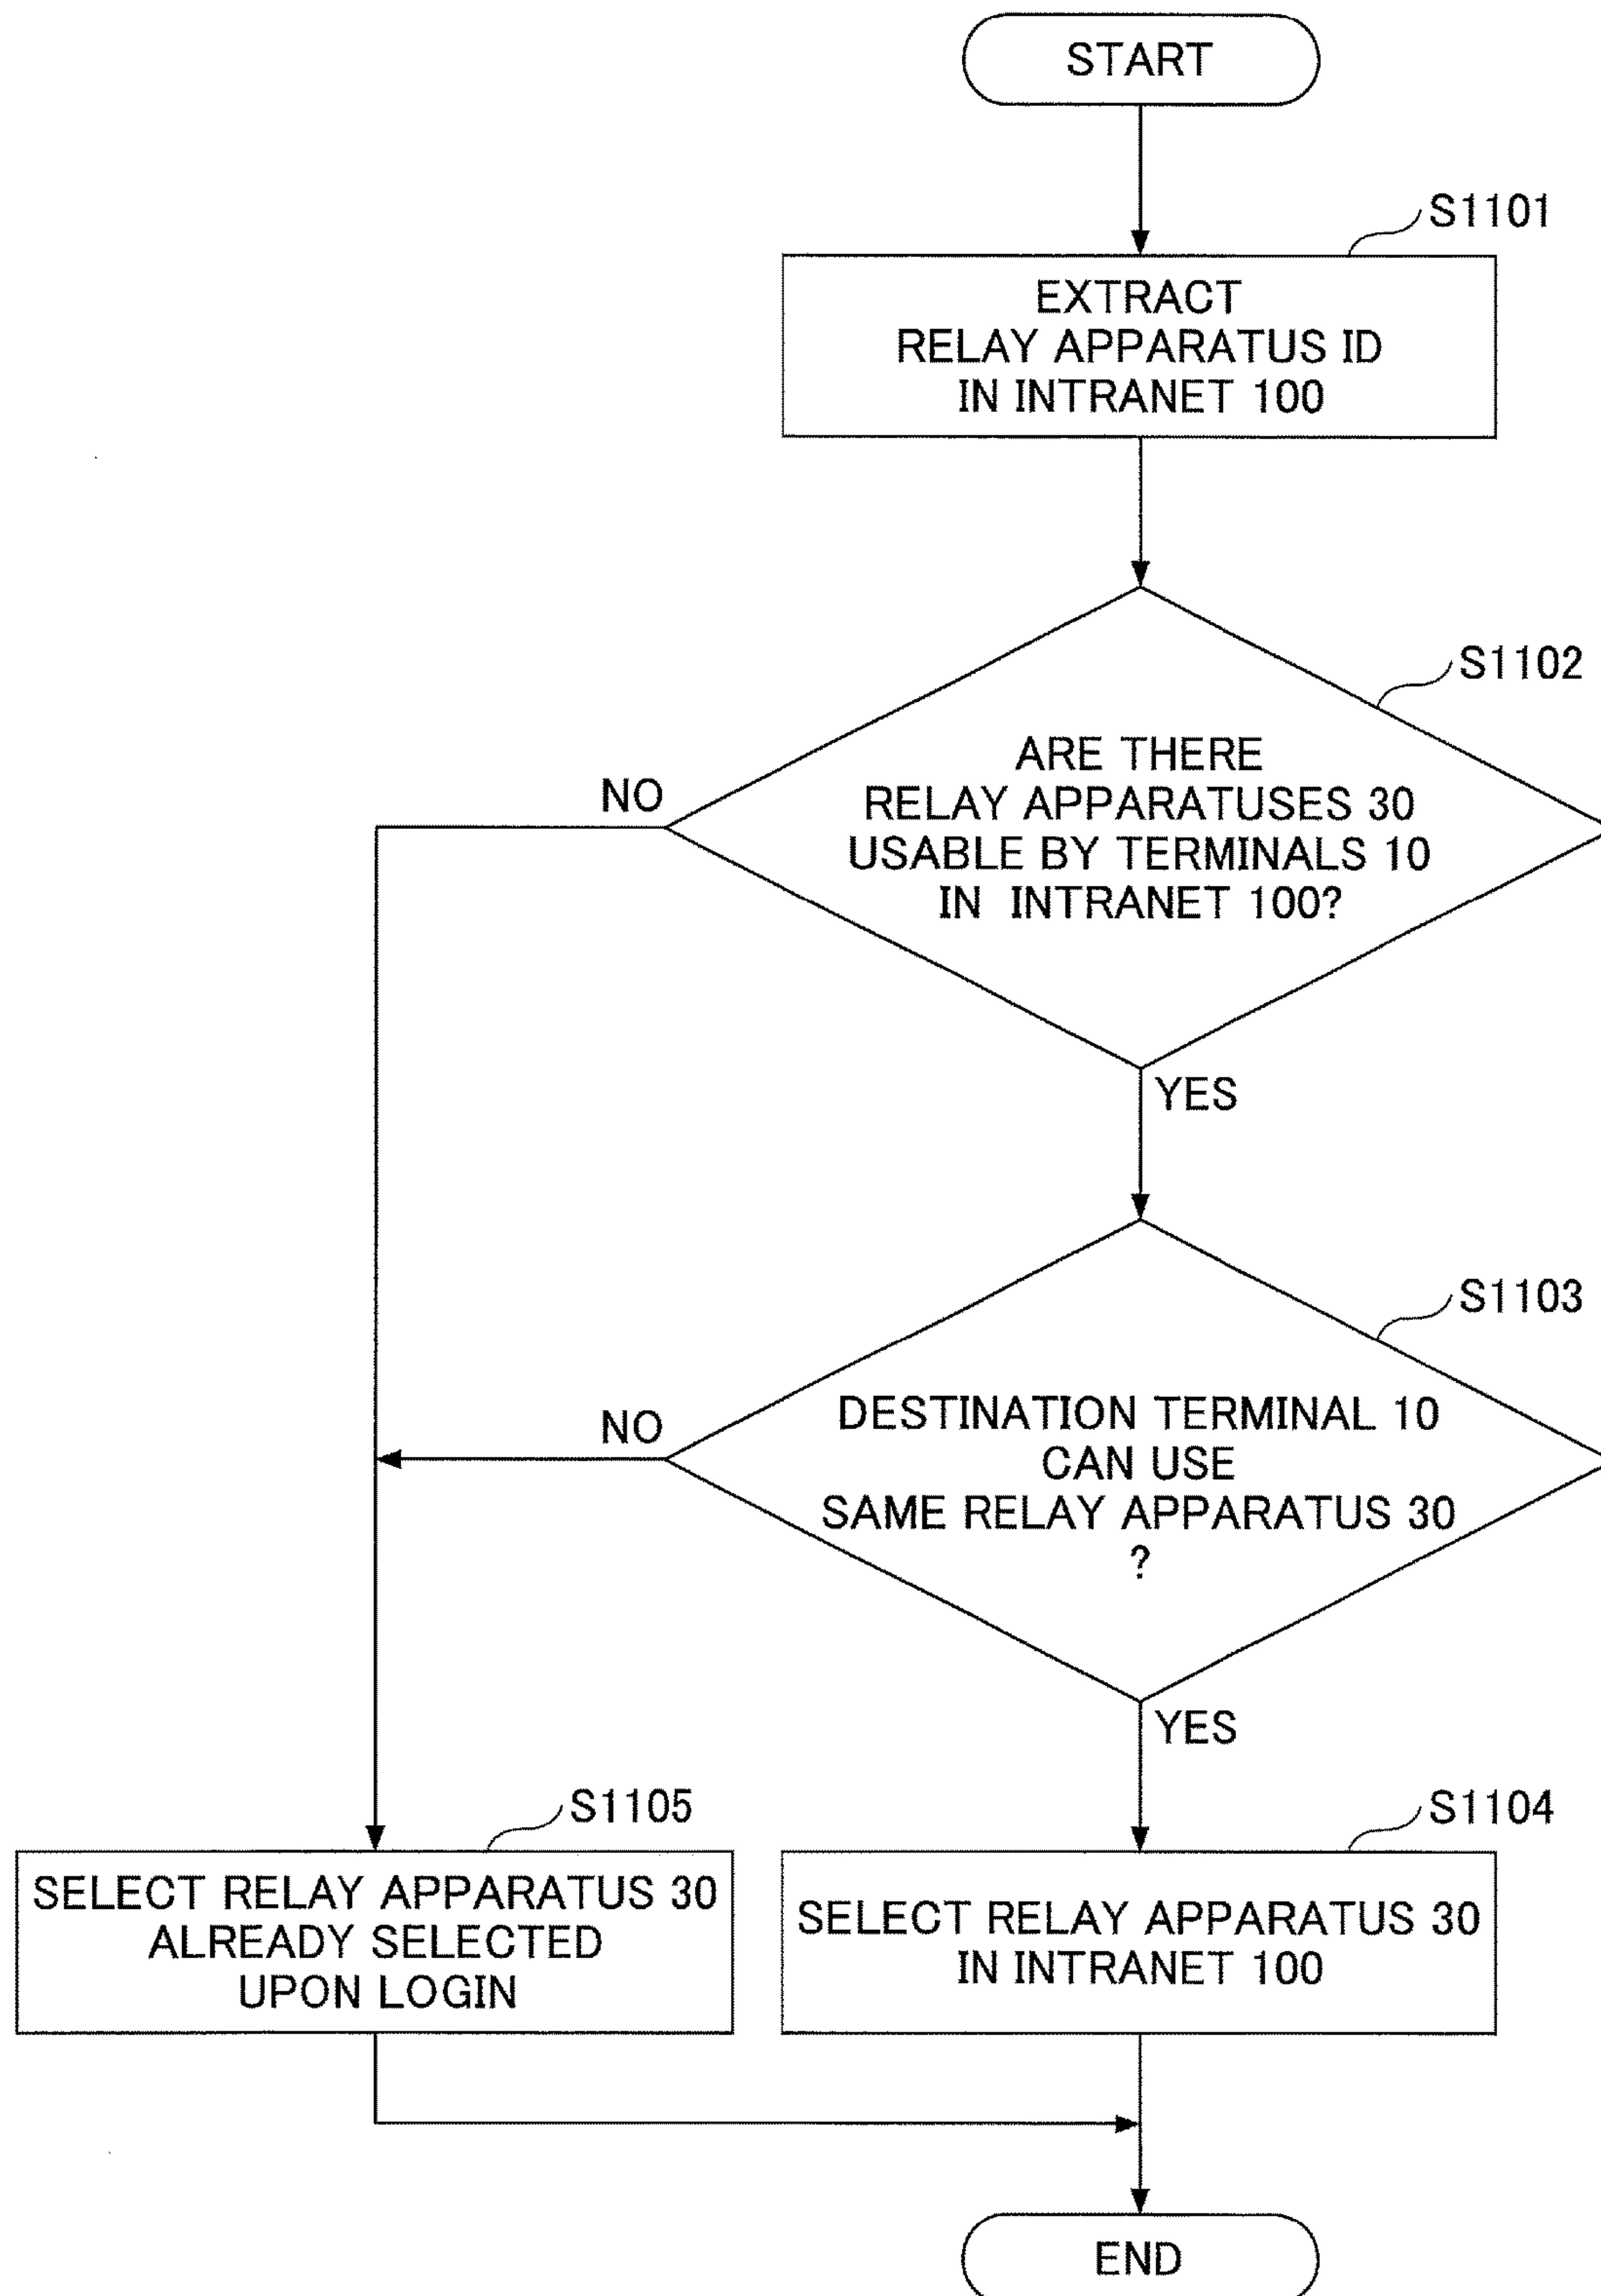 START
S1101
EXTRACT
RELAY APPARATUS ID
IN INTRANET 100
S1102
ARE THERE
RELAY APPARATUSES 30
USABLE BY TERMINALS 10
IN INTRANET 100?
NO
YES
S1103
DESTINATION TERMINAL 10
CAN USE
SAME RELAY APPARATUS 30
?
NO
YES
S1105
SELECT RELAY APPARATUS 30
ALREADY SELECTED
UPON LOGIN
S1104
SELECT RELAY APPARATUS 30
IN INTRANET 100
END